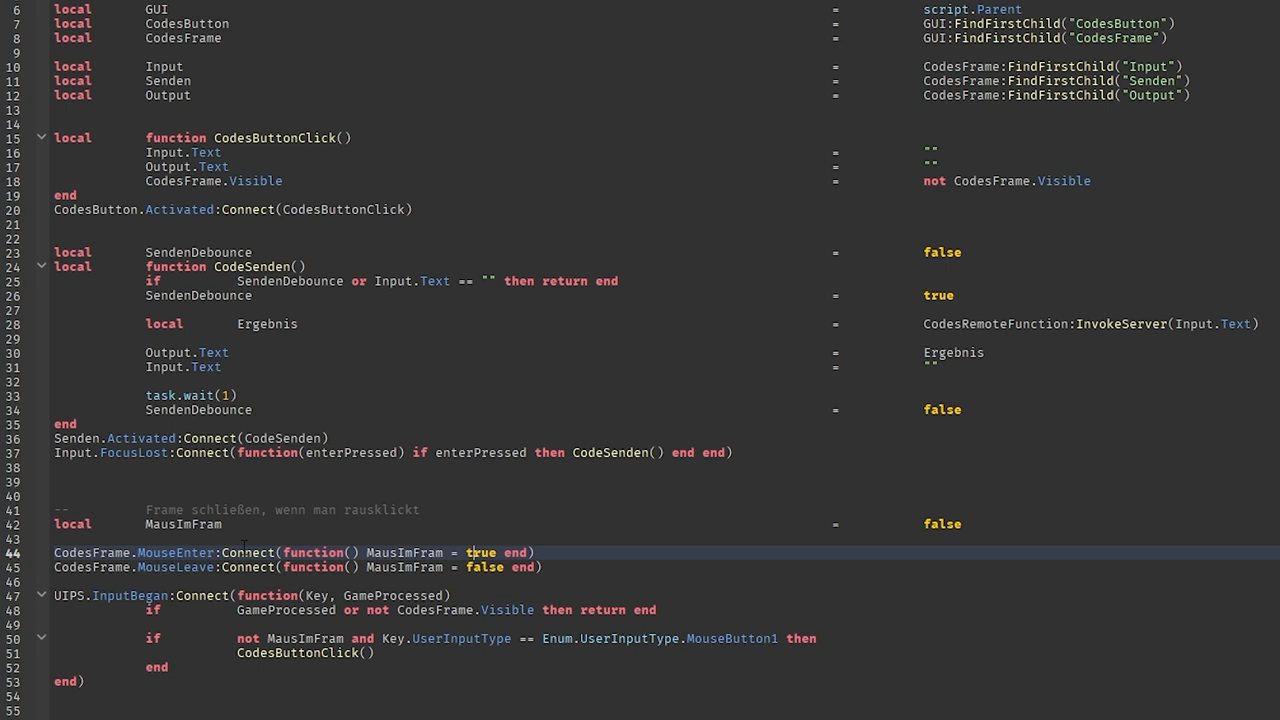 6 local GUI = script.Parent
7 local CodesButton = GUI:FindFirstChild("CodesButton")
8 local CodesFrame = GUI:FindFirstChild("CodesFrame")
9
10 local Input = CodesFrame:FindFirstChild("Input")
11 local Senden = CodesFrame:FindFirstChild("Senden")
12 local Output = CodesFrame:FindFirstChild("Output")
13
14
15 local function CodesButtonClick()
16 Input.Text = ""
17 Output.Text = ""
18 CodesFrame.Visible = not CodesFrame.Visible
19 end
20 CodesButton.Activated:Connect(CodesButtonClick)
21
22
23 local SendenDebounce = false
24 local function CodeSenden()
25 if SendenDebounce or Input.Text == "" then return end
26 SendenDebounce = true
27
28 local Ergebnis = CodesRemoteFunction:InvokeServer(Input.Text)
29
30 Output.Text = Ergebnis
31 Input.Text = ""
32
33 task.wait(1)
34 SendenDebounce = false
35 end
36 Senden.Activated:Connect(CodeSenden)
37 Input.FocusLost:Connect(function(enterPressed) if enterPressed then CodeSenden() end end)
38
39
40
41 -- Frame schließen, wenn man rausklickt
42 local MausImFram = false
43
44 CodesFrame.MouseEnter:Connect(function() MausImFram = true end)
45 CodesFrame.MouseLeave:Connect(function() MausImFram = false end)
46
47 UIPS.InputBegan:Connect(function(Key, GameProcessed)
48 if GameProcessed or not CodesFrame.Visible then return end
49
50 if not MausImFram and Key.UserInputType == Enum.UserInputType.MouseButton1 then
51 CodesButtonClick()
52 end
53 end)
54
55